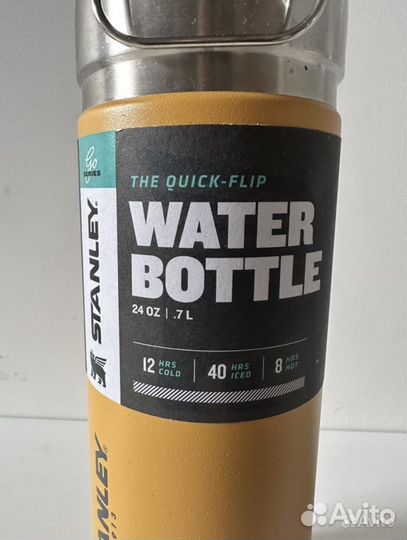 go
SERIES
STANLEY®
THE QUICK-FLIP
WATER
BOTTLE
24 OZ | .7 L
12 HRS COLD | 40 HRS ICED | 8 HRS HOT
STANLEY®
Avito